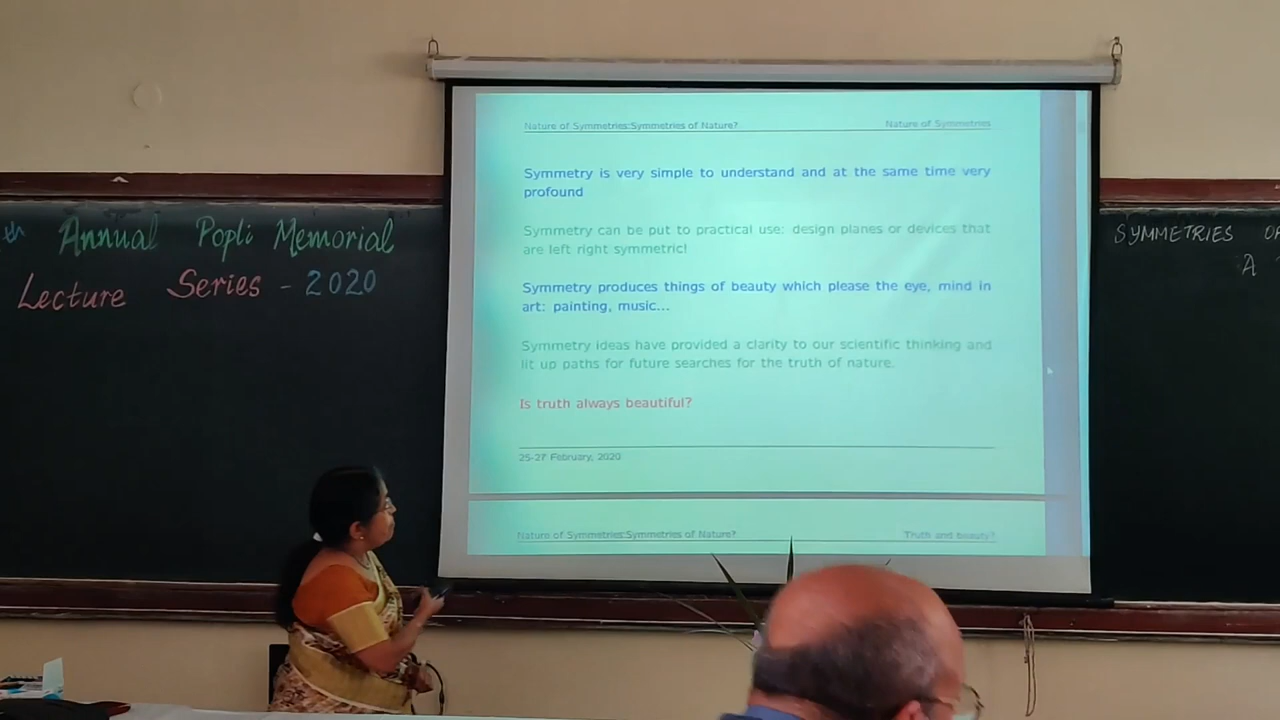 th Annual Popli Memorial
Lecture Series - 2020
Nature of Symmetries:Symmetries of Nature? Nature of Symmetries
Symmetry is very simple to understand and at the same time very
profound
Symmetry can be put to practical use: design planes or devices that
are left right symmetric!
Symmetry produces things of beauty which please the eye, mind in
art: painting, music...
Symmetry ideas have provided a clarity to our scientific thinking and
lit up paths for future searches for the truth of nature.
Is truth always beautiful?
25-27 February, 2020
Nature of Symmetries:Symmetries of Nature? Truth and beauty?
SYMMETRIES
A